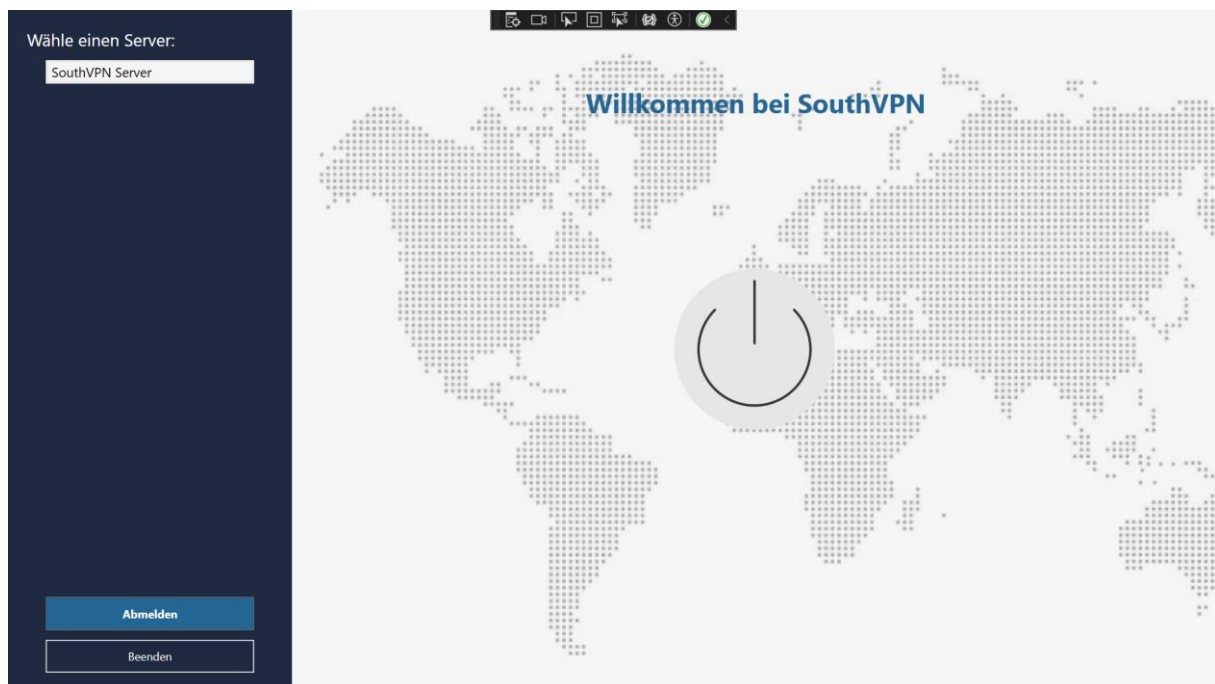 Wähle einen Server:
SouthVPN Server
Willkommen bei SouthVPN
Abmelden
Beenden